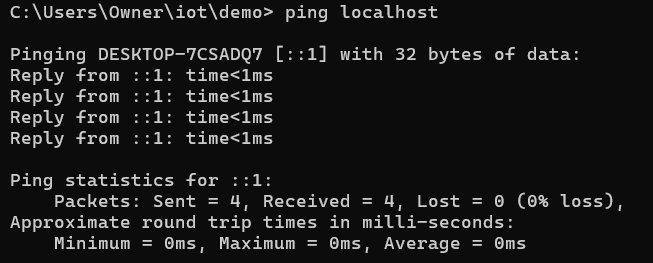 C:\Users\Owner\iot\demo> ping localhost
Pinging DESKTOP-7CSADQ7 [::1] with 32 bytes of data:
Reply from ::1: time<1ms
Reply from ::1: time<1ms
Reply from ::1: time<1ms
Reply from ::1: time<1ms
Ping statistics for ::1:
Packets: Sent = 4, Received = 4, Lost = 0 (0% loss),
Approximate round trip times in milli-seconds:
Minimum = 0ms, Maximum = 0ms, Average = 0ms